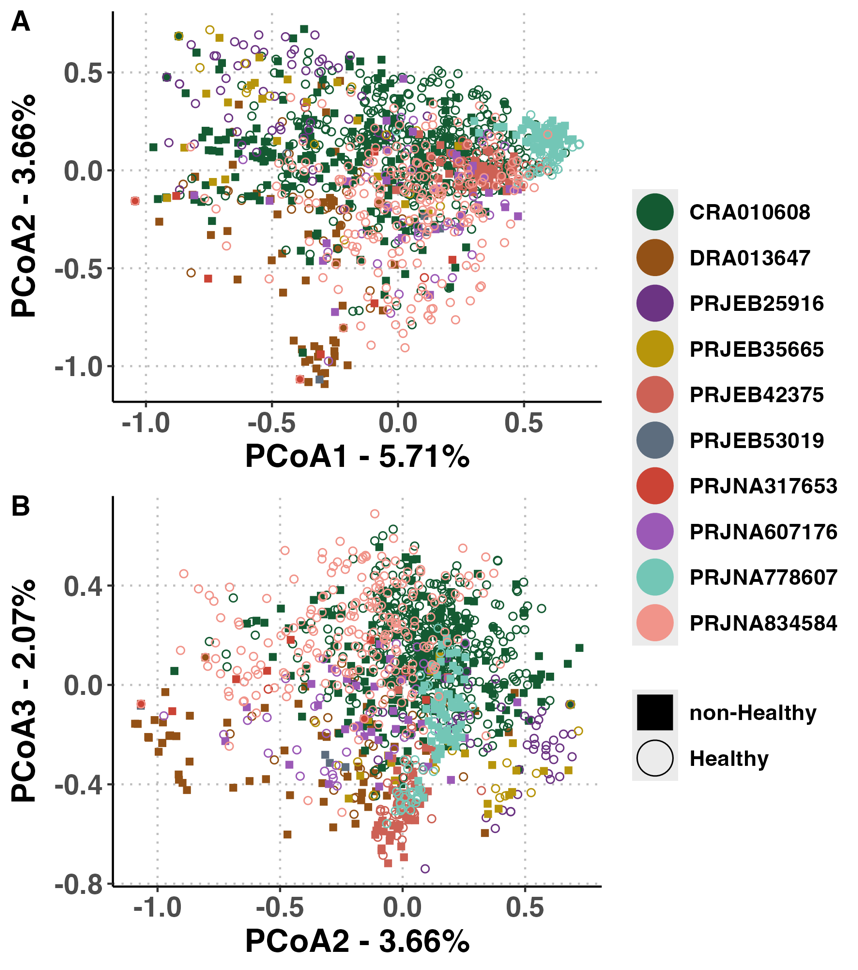 A
PCoA2 - 3.66%
0.5
0.0
-0.5
-1.0
-1.0 -0.5 0.0 0.5
PCoA1 - 5.71%
B
PCoA3 - 2.07%
0.4
0.0
-0.4
-0.8
-1.0 -0.5 0.0 0.5
PCoA2 - 3.66%
CRA010608
DRA013647
PRJEB25916
PRJEB35665
PRJEB42375
PRJEB53019
PRJNA317653
PRJNA607176
PRJNA778607
PRJNA834584
non-Healthy
Healthy